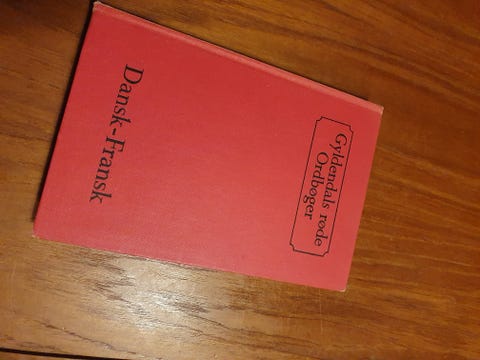 Gyldendals røde
Ordbøger
Dansk-Fransk